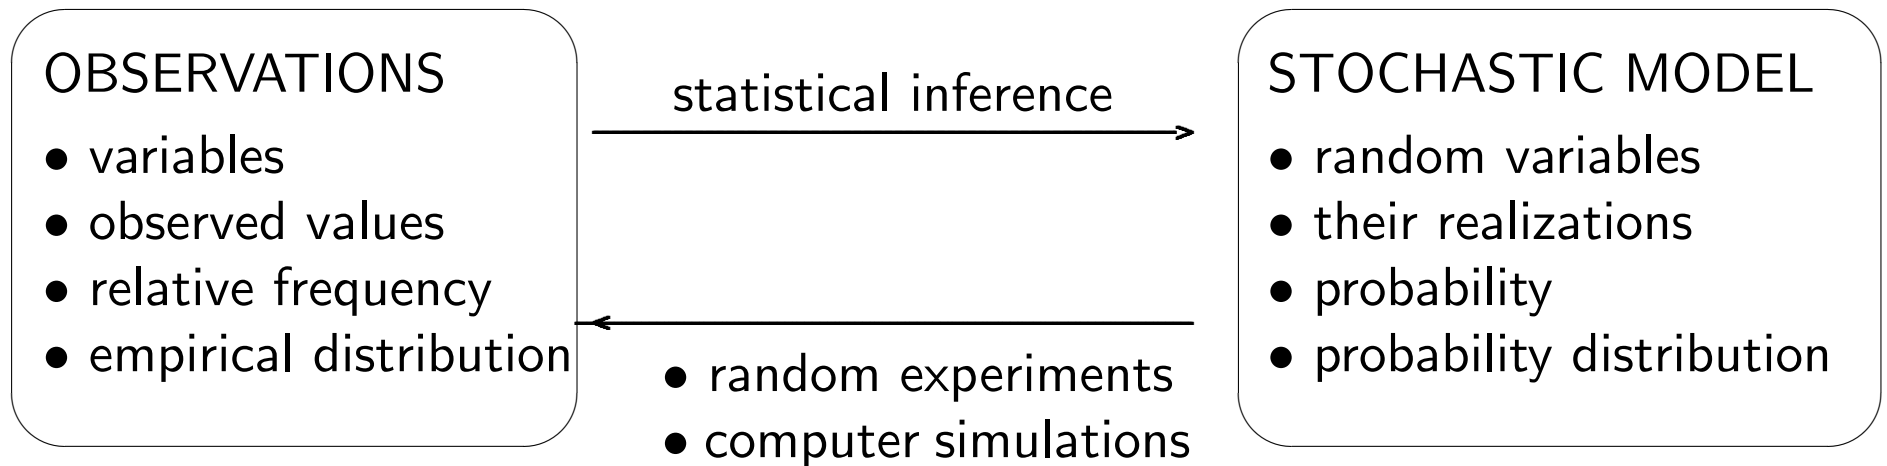 OBSERVATIONS
• variables
• observed values
• relative frequency
• empirical distribution
statistical inference
• random experiments
• computer simulations
STOCHASTIC MODEL
• random variables
• their realizations
• probability
• probability distribution